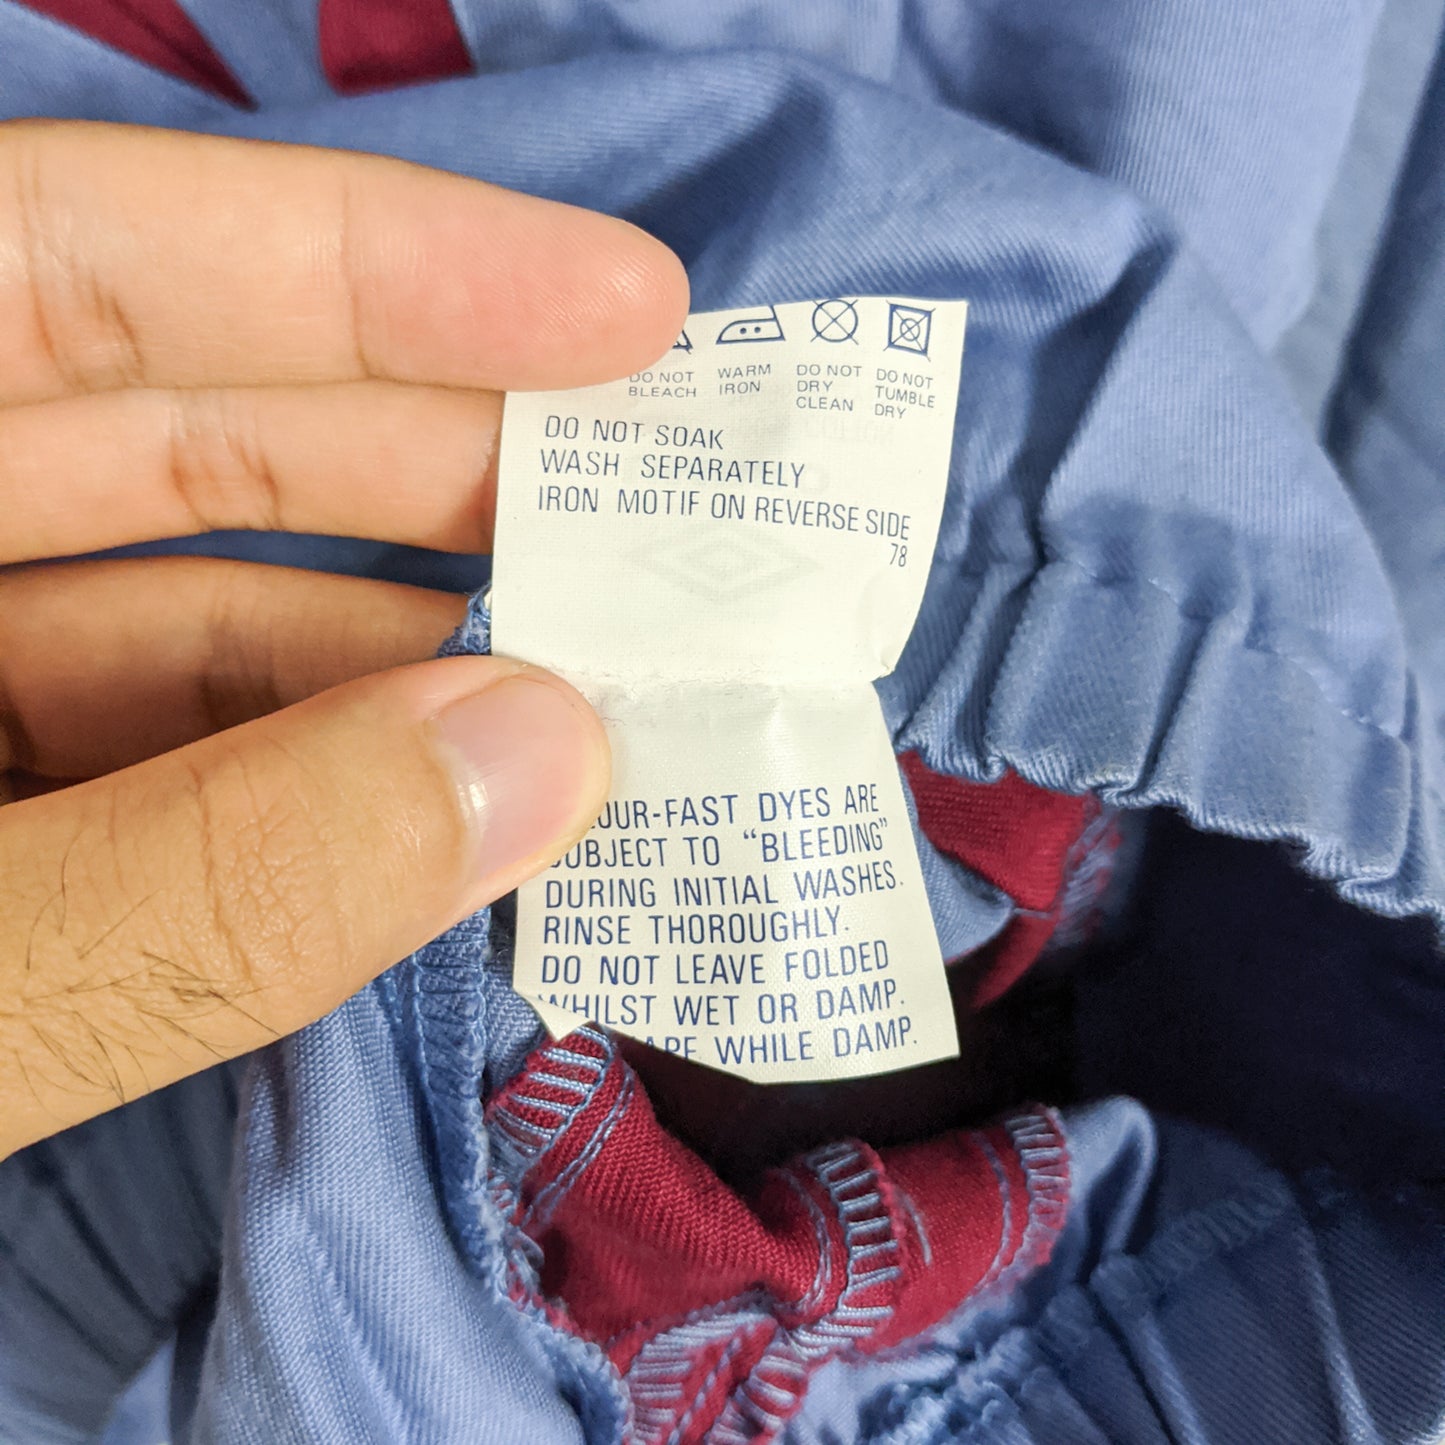 DO NOT
BLEACH
WARM
IRON
DO NOT
DRY
CLEAN
DO NOT
TUMBLE
DRY
DO NOT SOAK
WASH SEPARATELY
IRON MOTIF ON REVERSE SIDE
78
DYES ARE
SUBJECT TO “BLEEDING”
DURING INITIAL WASHES.
RINSE THOROUGHLY.
DO NOT LEAVE FOLDED
WHILST WET OR DAMP.
WHILE DAMP.